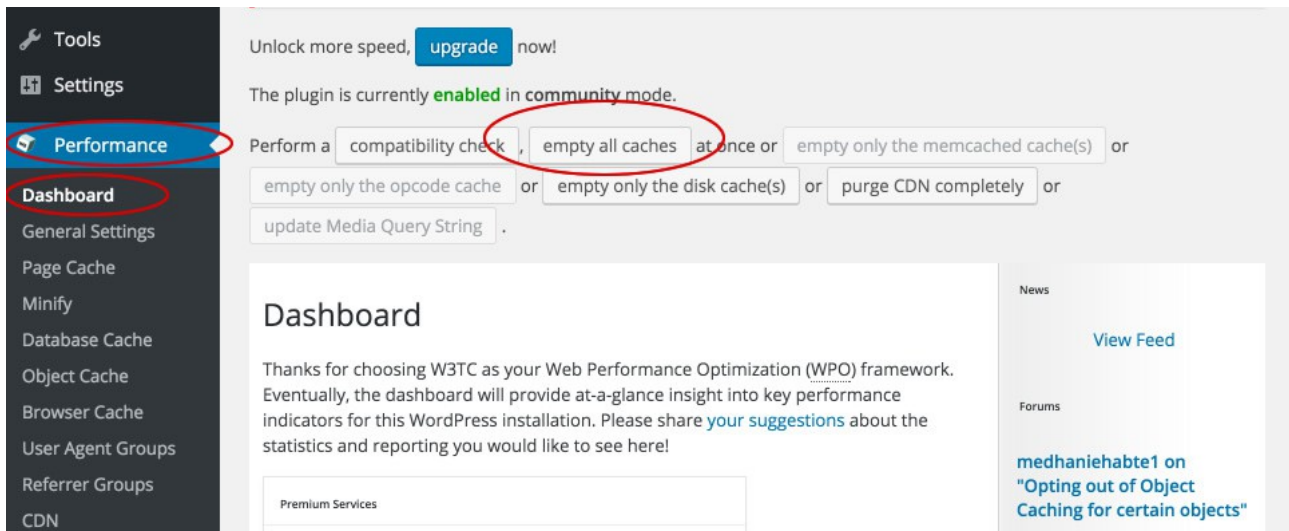 Tools
Settings
Performance
Dashboard
General Settings
Page Cache
Minify
Database Cache
Object Cache
Browser Cache
User Agent Groups
Referrer Groups
CDN
Unlock more speed, upgrade now!
The plugin is currently enabled in community mode.
Perform a compatibility check , empty all caches at once or empty only the memcached cache(s) or
empty only the opcode cache or empty only the disk cache(s) or purge CDN completely or
update Media Query String .
Dashboard
Thanks for choosing W3TC as your Web Performance Optimization (WPO) framework.
Eventually, the dashboard will provide at-a-glance insight into key performance
indicators for this WordPress installation. Please share your suggestions about the
statistics and reporting you would like to see here!
Premium Services
News
View Feed
Forums
medhaniehabte1 on
"Opting out of Object
Caching for certain objects"